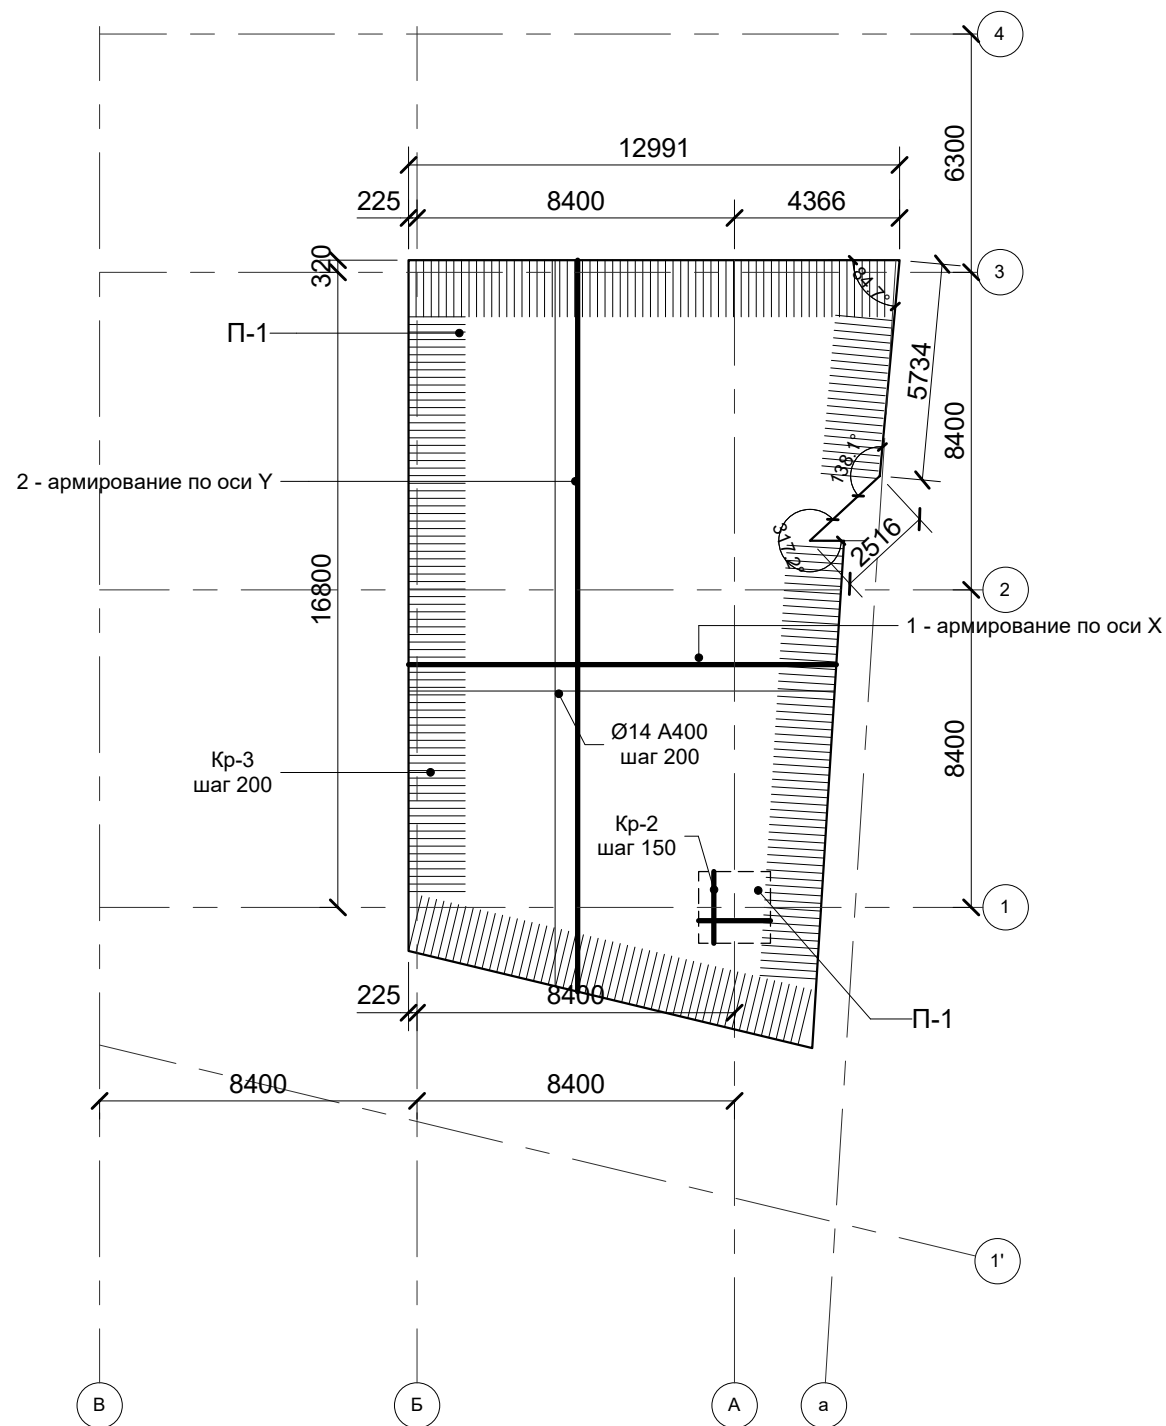 4
12991
6300
225
8400
4366
320
3
84.7°
П-1
5734
8400
138.1°
2 - армирование по оси Y
317.2°
2516
16800
2
1 - армирование по оси X
Ø14 А400
шаг 200
8400
Кр-3
шаг 200
Кр-2
шаг 150
1
225
8400
П-1
8400
8400
1'
В
Б
А
а